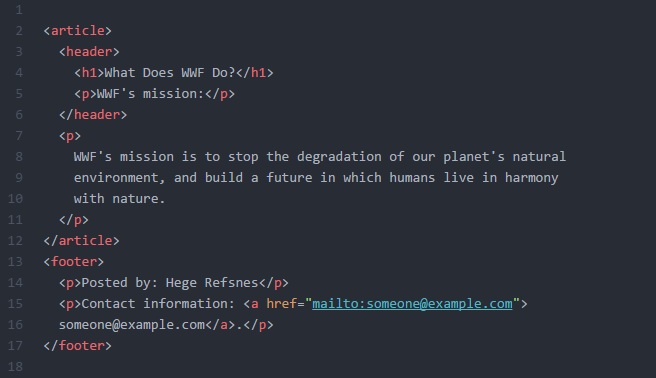 1
2 <article>
3   <header>
4     <h1>What Does WWF Do?</h1>
5     <p>WWF's mission:</p>
6   </header>
7   <p>
8     WWF's mission is to stop the degradation of our planet's natural
9     environment, and build a future in which humans live in harmony
10     with nature.
11   </p>
12 </article>
13 <footer>
14   <p>Posted by: Hege Refsnes</p>
15   <p>Contact information: <a href="mailto:someone@example.com">
16   someone@example.com</a>.</p>
17 </footer>
18